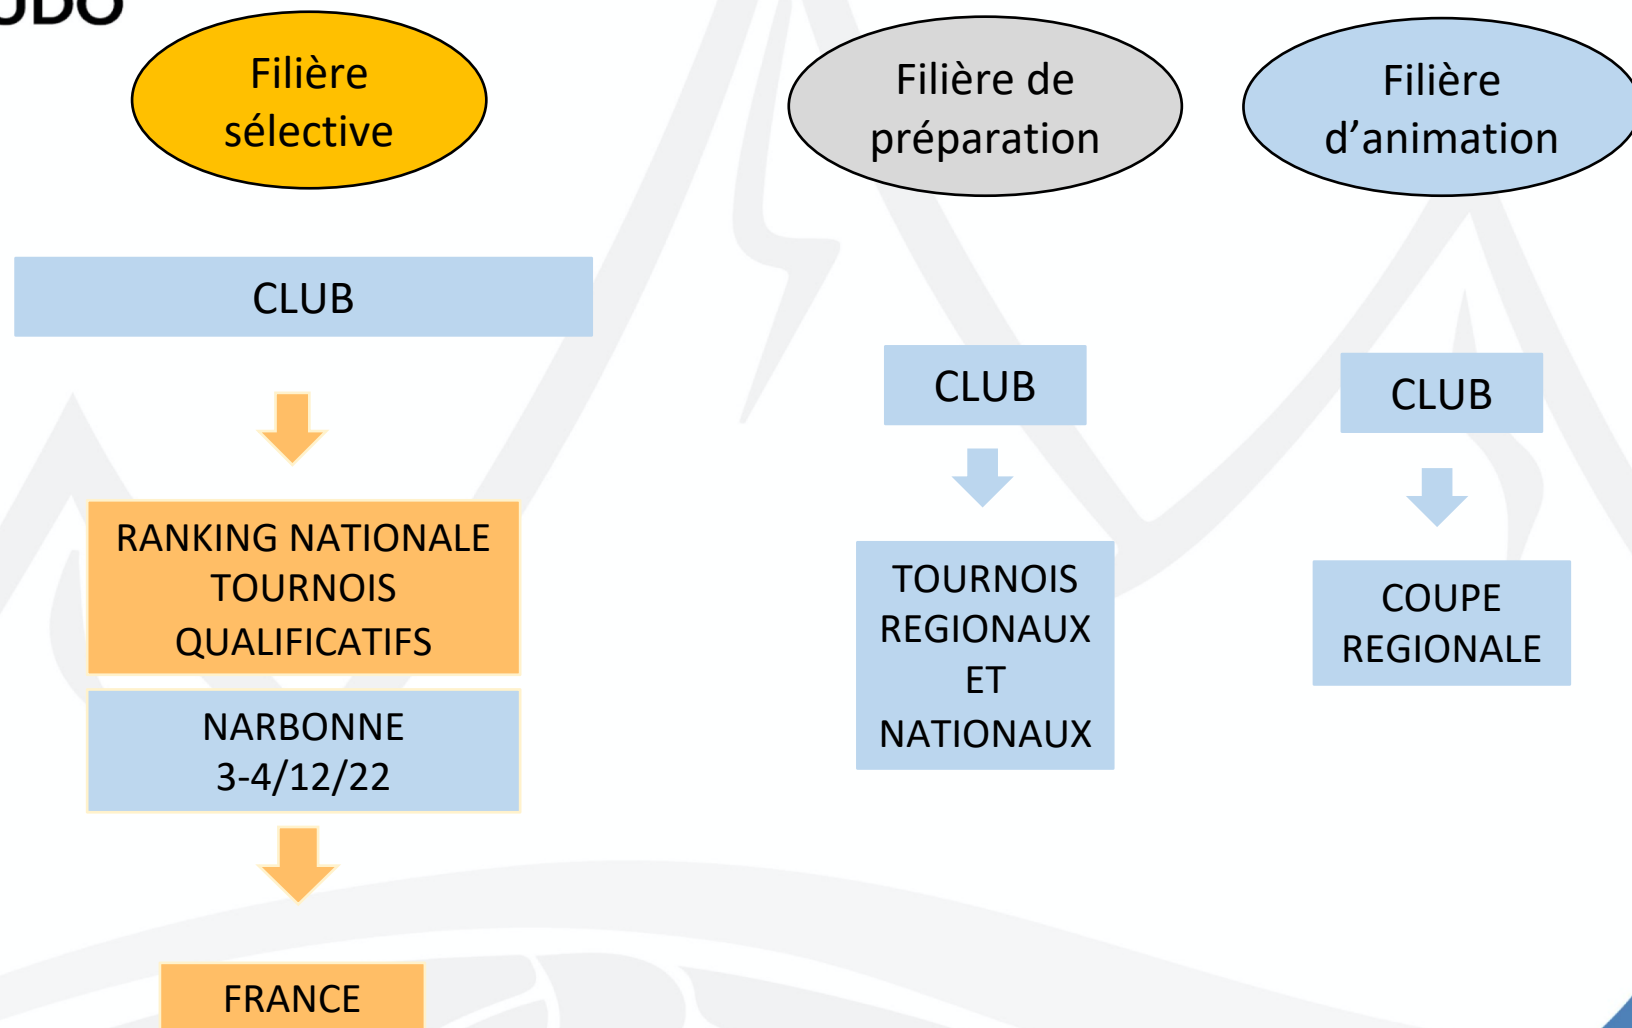 UDO
Filière
sélective
CLUB
RANKING NATIONALE
TOURNOIS
QUALIFICATIFS
NARBONNE
3-4/12/22
FRANCE
Filière de
préparation
CLUB
TOURNOIS
REGIONAUX
ET
NATIONAUX
Filière
d’animation
CLUB
COUPE
REGIONALE